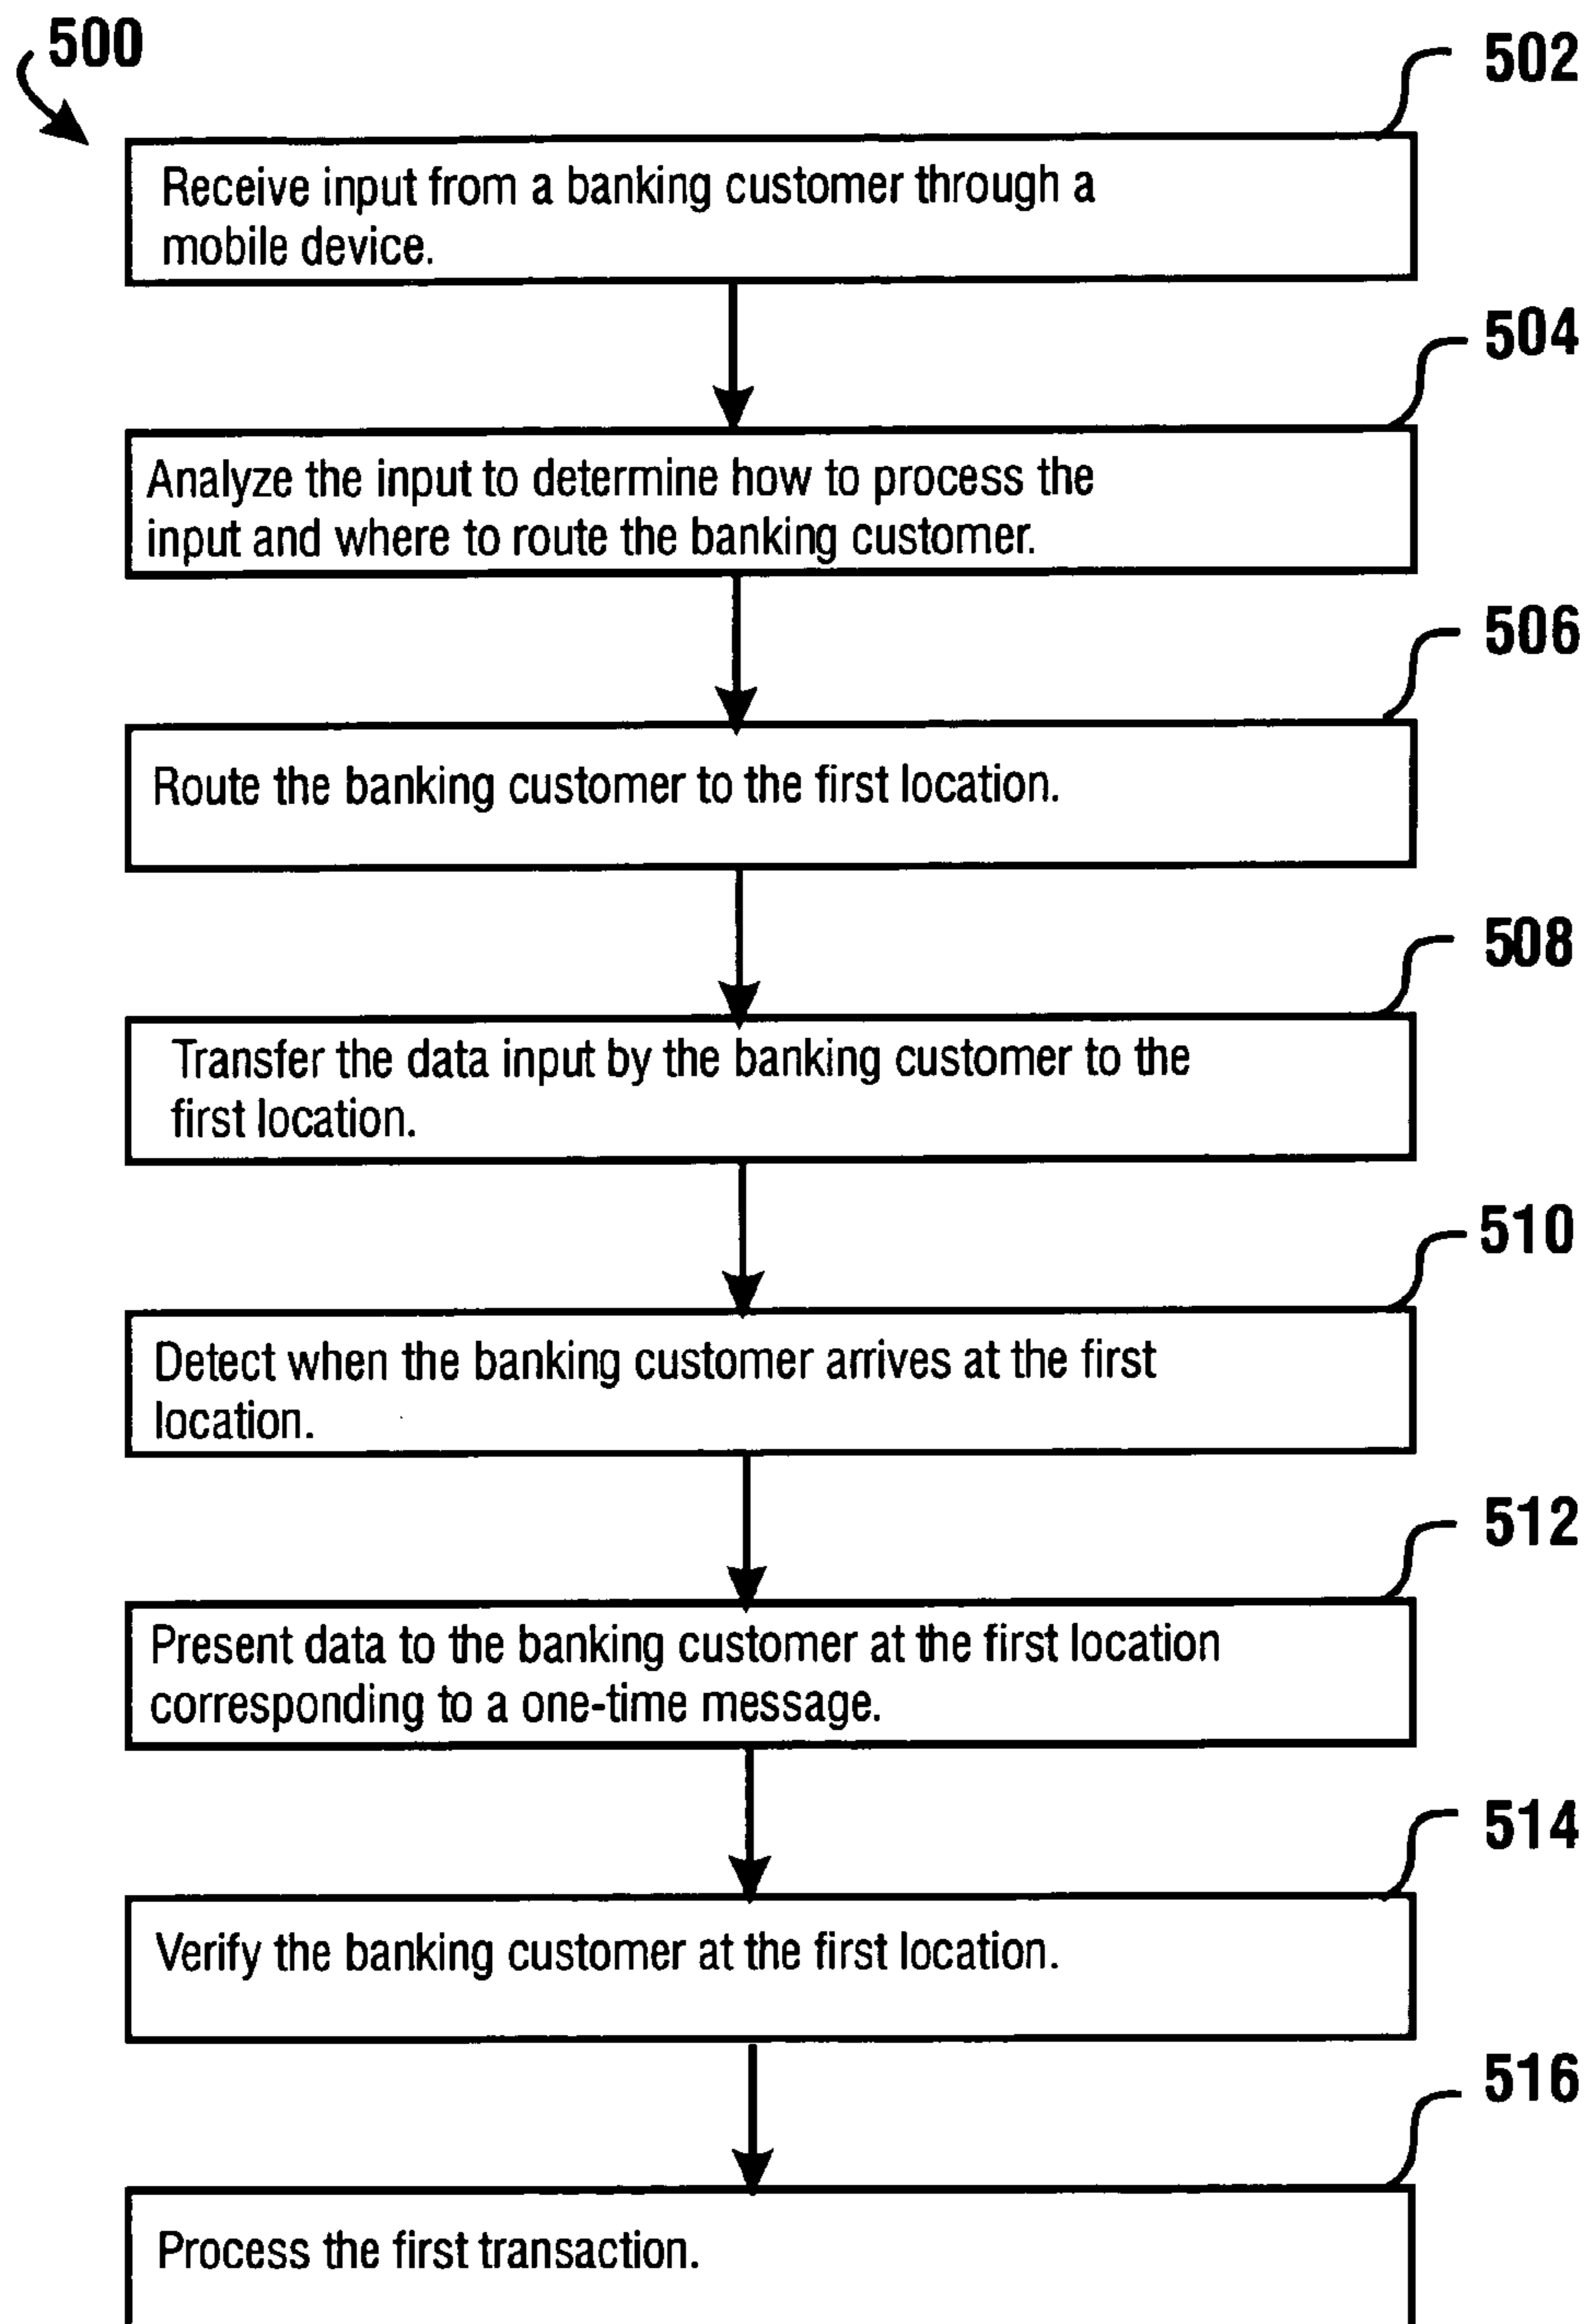 500
502
Receive input from a banking customer through a
mobile device.
504
Analyze the input to determine how to process the
input and where to route the banking customer.
506
Route the banking customer to the first location.
508
Transfer the data input by the banking customer to the
first location.
510
Detect when the banking customer arrives at the first
location.
512
Present data to the banking customer at the first location
corresponding to a one-time message.
514
Verify the banking customer at the first location.
516
Process the first transaction.